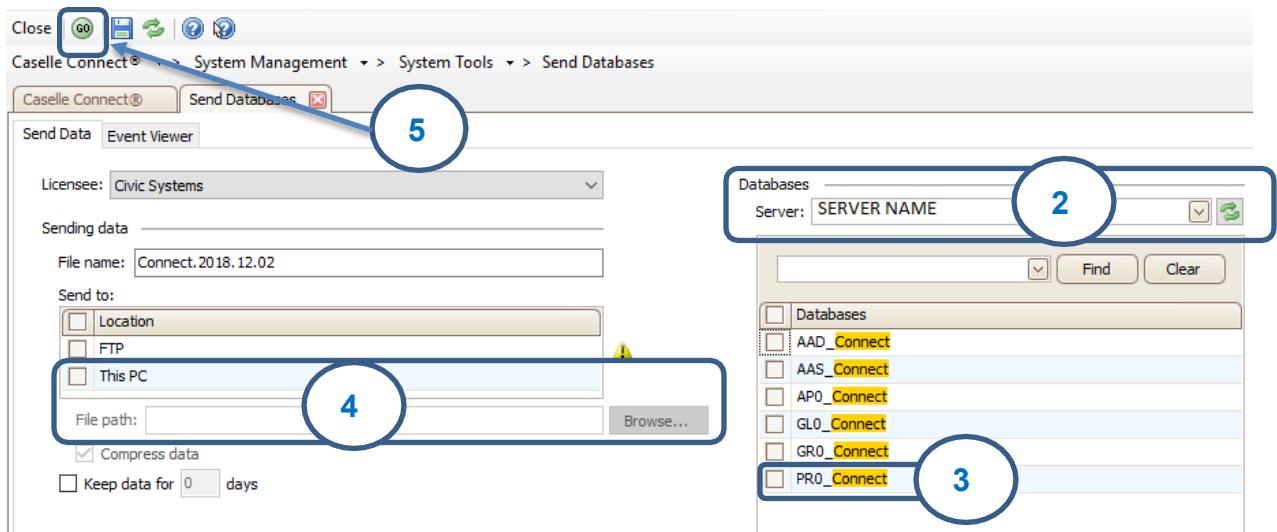 Close GO
Caselle Connect® > System Management > System Tools > Send Databases
Caselle Connect® Send Databases
5
Send Data Event Viewer
Licensee: Civic Systems
Databases
Server: SERVER NAME
2
Sending data
File name: Connect.2018.12.02
Find Clear
Send to:
Location
FTP
This PC
4
File path: Browse...
Compress data
Keep data for 0 days
Databases
AAD_Connect
AAS_Connect
AP0_Connect
GL0_Connect
GR0_Connect
PR0_Connect
3